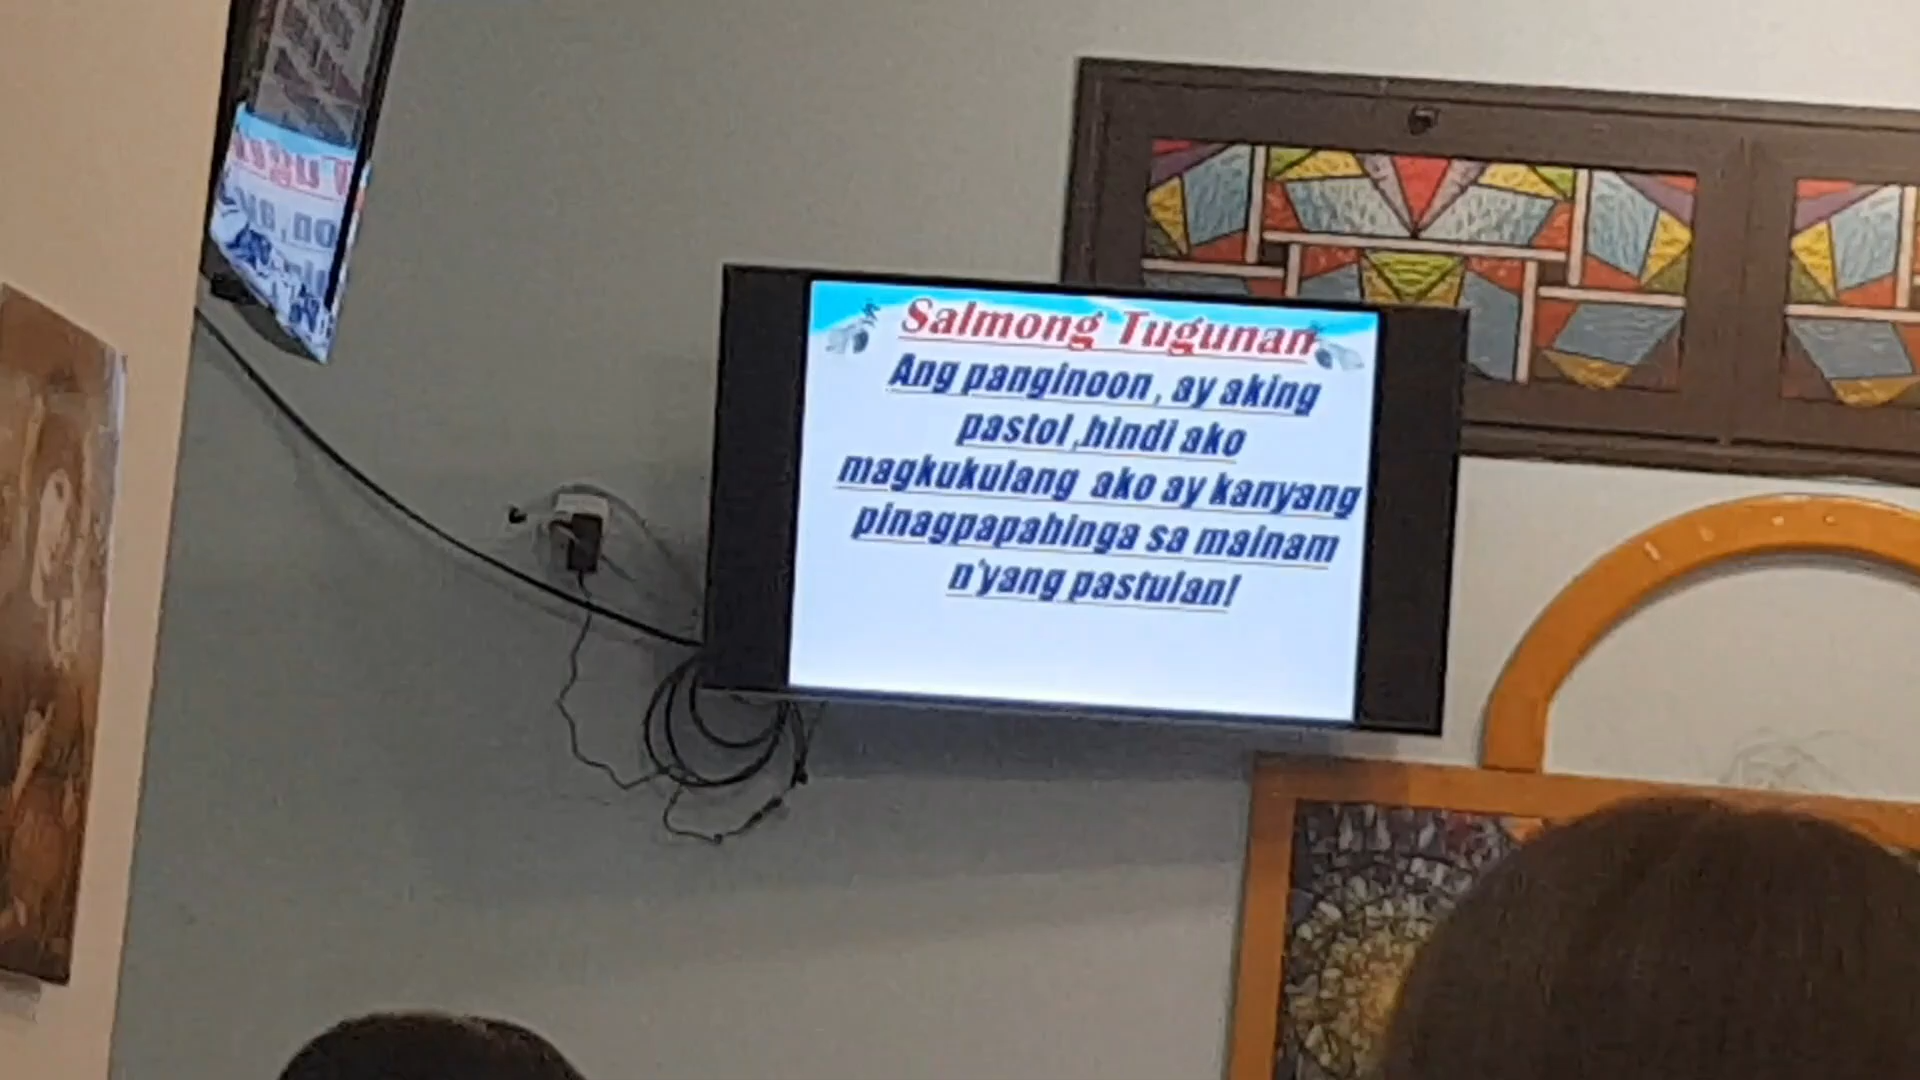 Salmong Tugunan
Ang panginoon , ay aking
pastol ,hindi ako
magkukulang ako ay kanyang
pinagpapahinga sa mainam
n'yang pastulan!